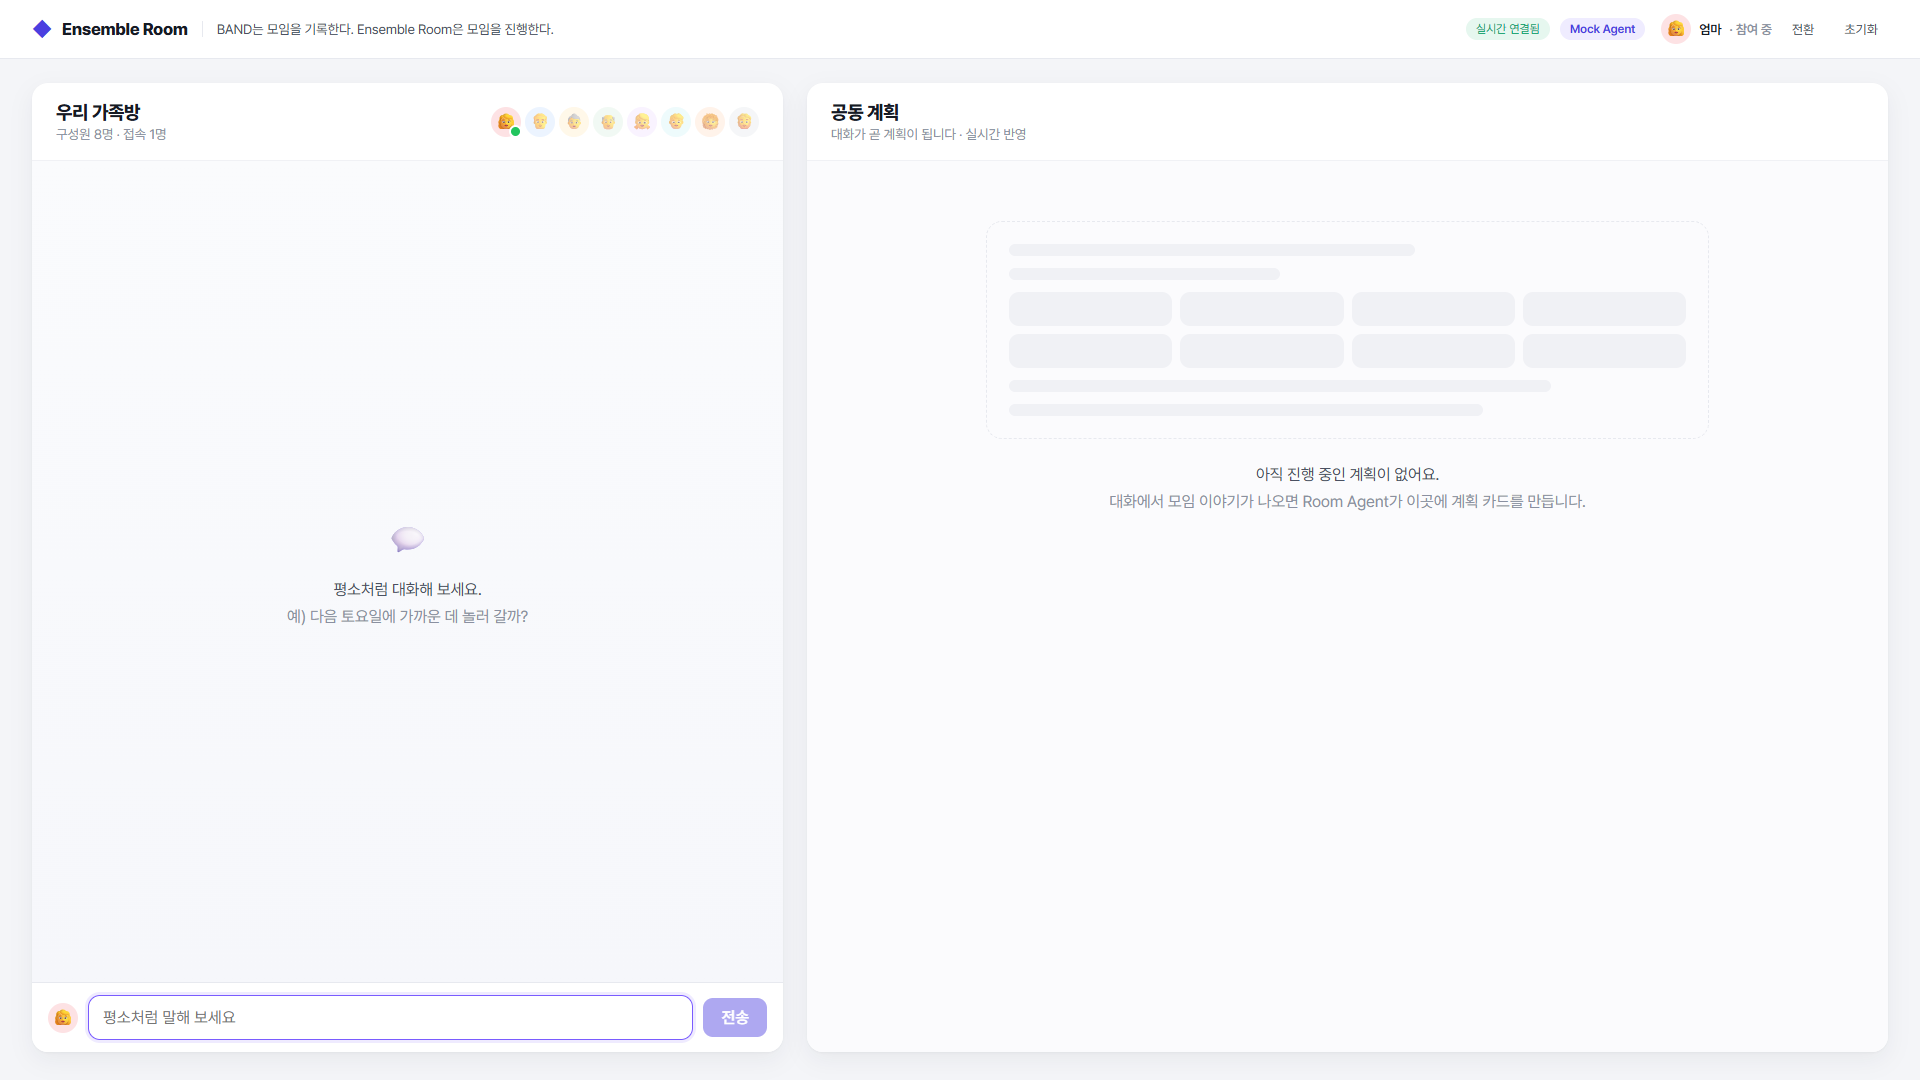 Ensemble Room
BAND는 모임을 기록한다. Ensemble Room은 모임을 진행한다.
실시간 연결됨
Mock Agent
엄마 · 참여 중
전환
초기화
우리 가족방
구성원 8명 · 접속 1명
평소처럼 대화해 보세요.
예) 다음 토요일에 가까운 데 놀러 갈까?
평소처럼 말해 보세요
전송
공동 계획
대화가 곧 계획이 됩니다 · 실시간 반영
아직 진행 중인 계획이 없어요.
대화에서 모임 이야기가 나오면 Room Agent가 이곳에 계획 카드를 만듭니다.